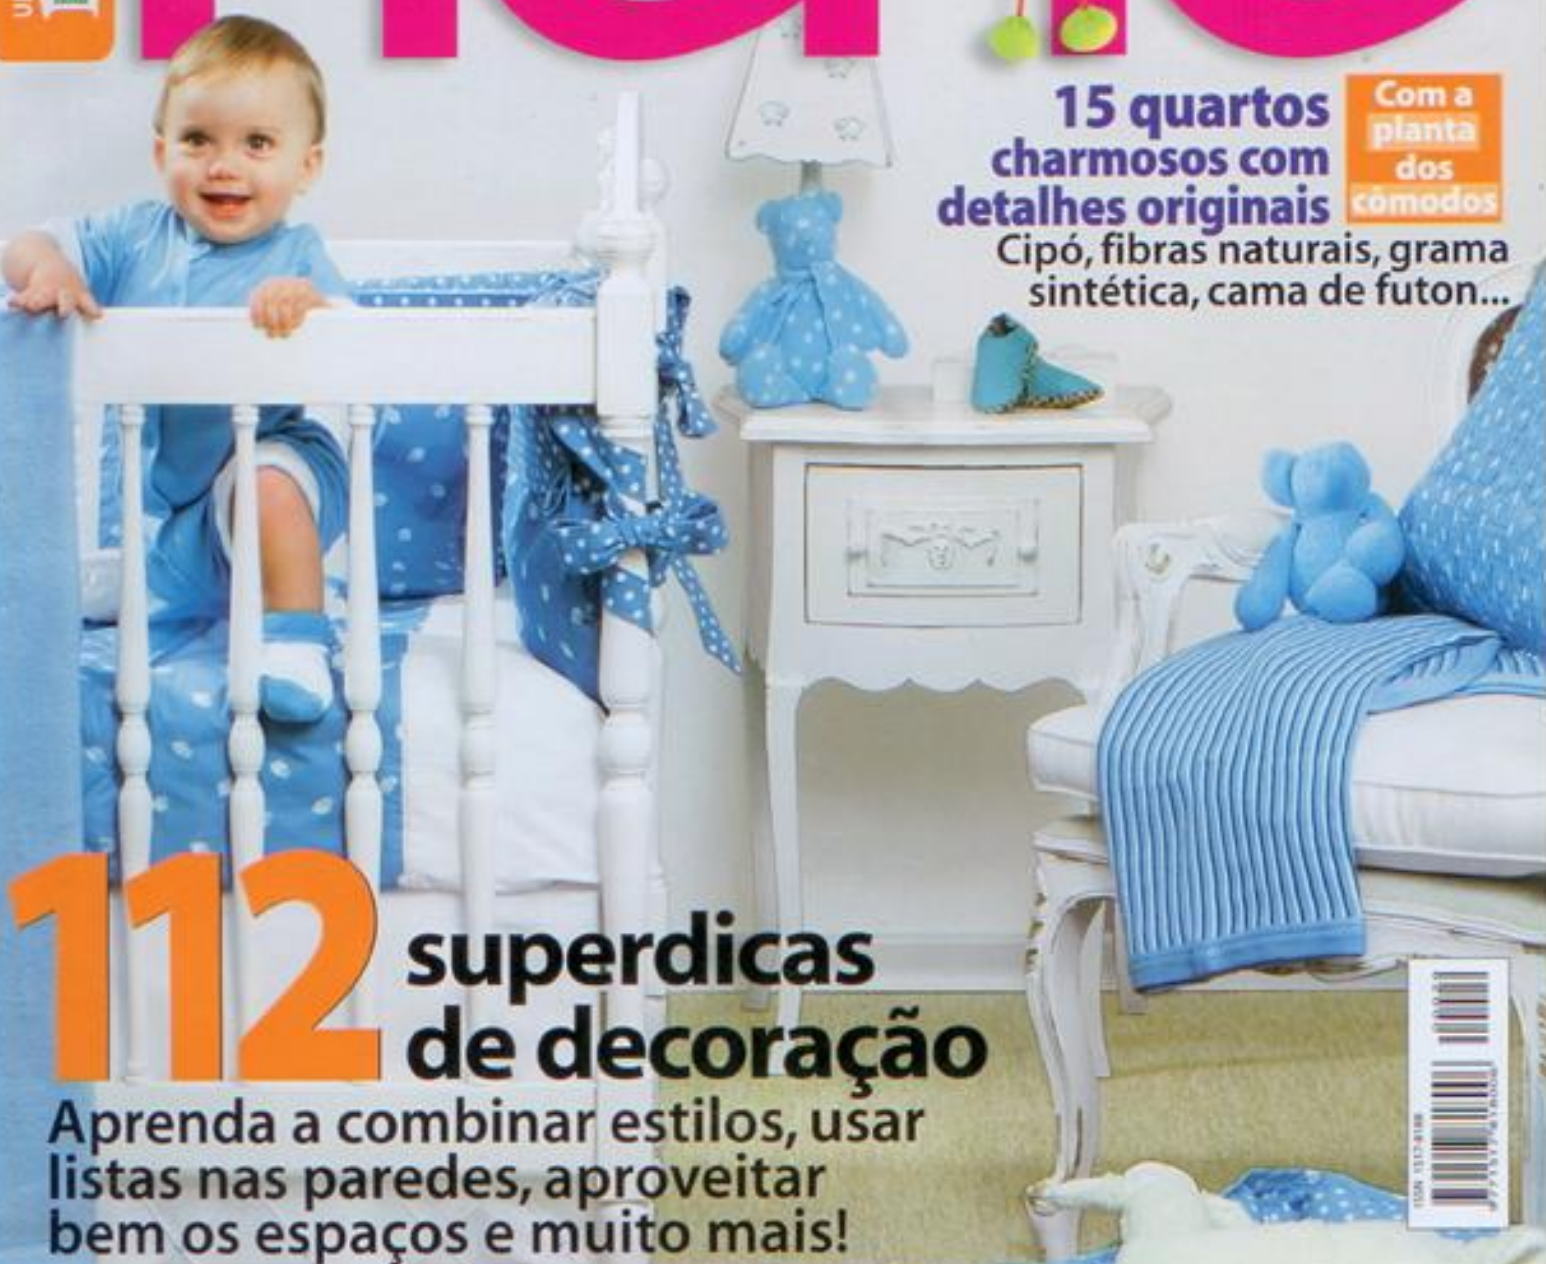 15 quartos
charmosos com
detalhes originais
Com a
planta
dos
cômodos
Cipó, fibras naturais, grama
sintética, cama de futon...
112 superdicas
de decoração
Aprenda a combinar estilos, usar
listas nas paredes, aproveitar
bem os espaços e muito mais!